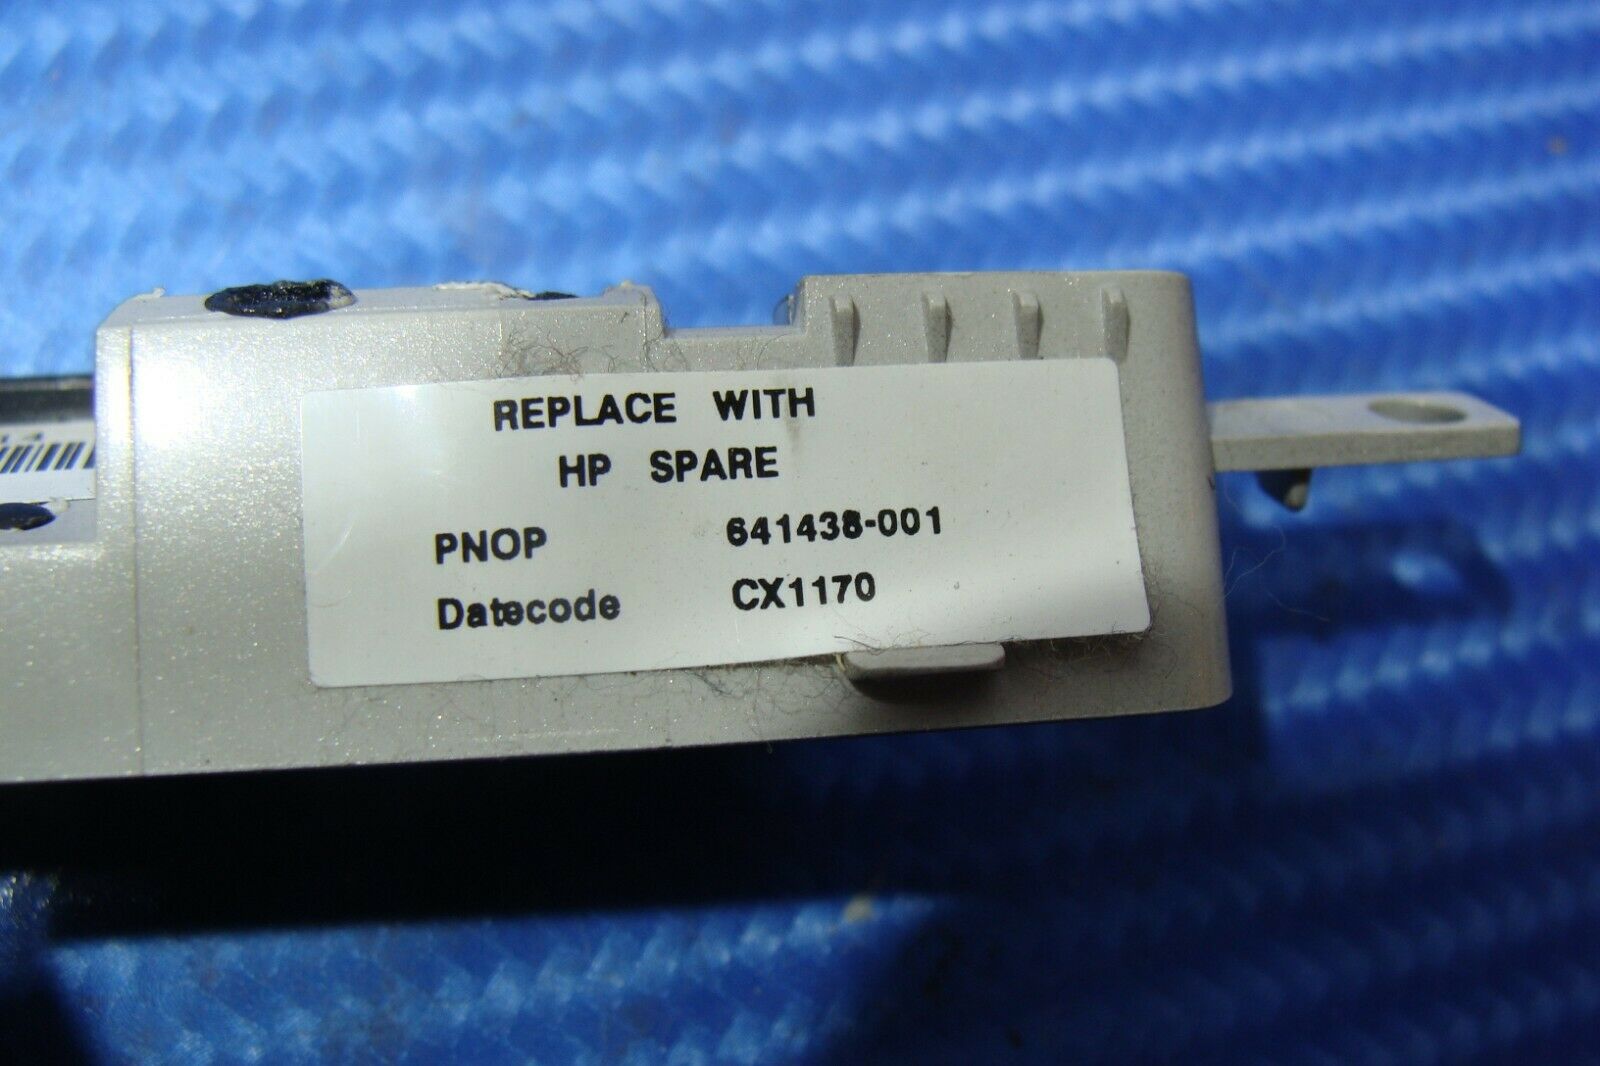 REPLACE WITH
HP SPARE
PNOP 641438-001
Datecode CX1170